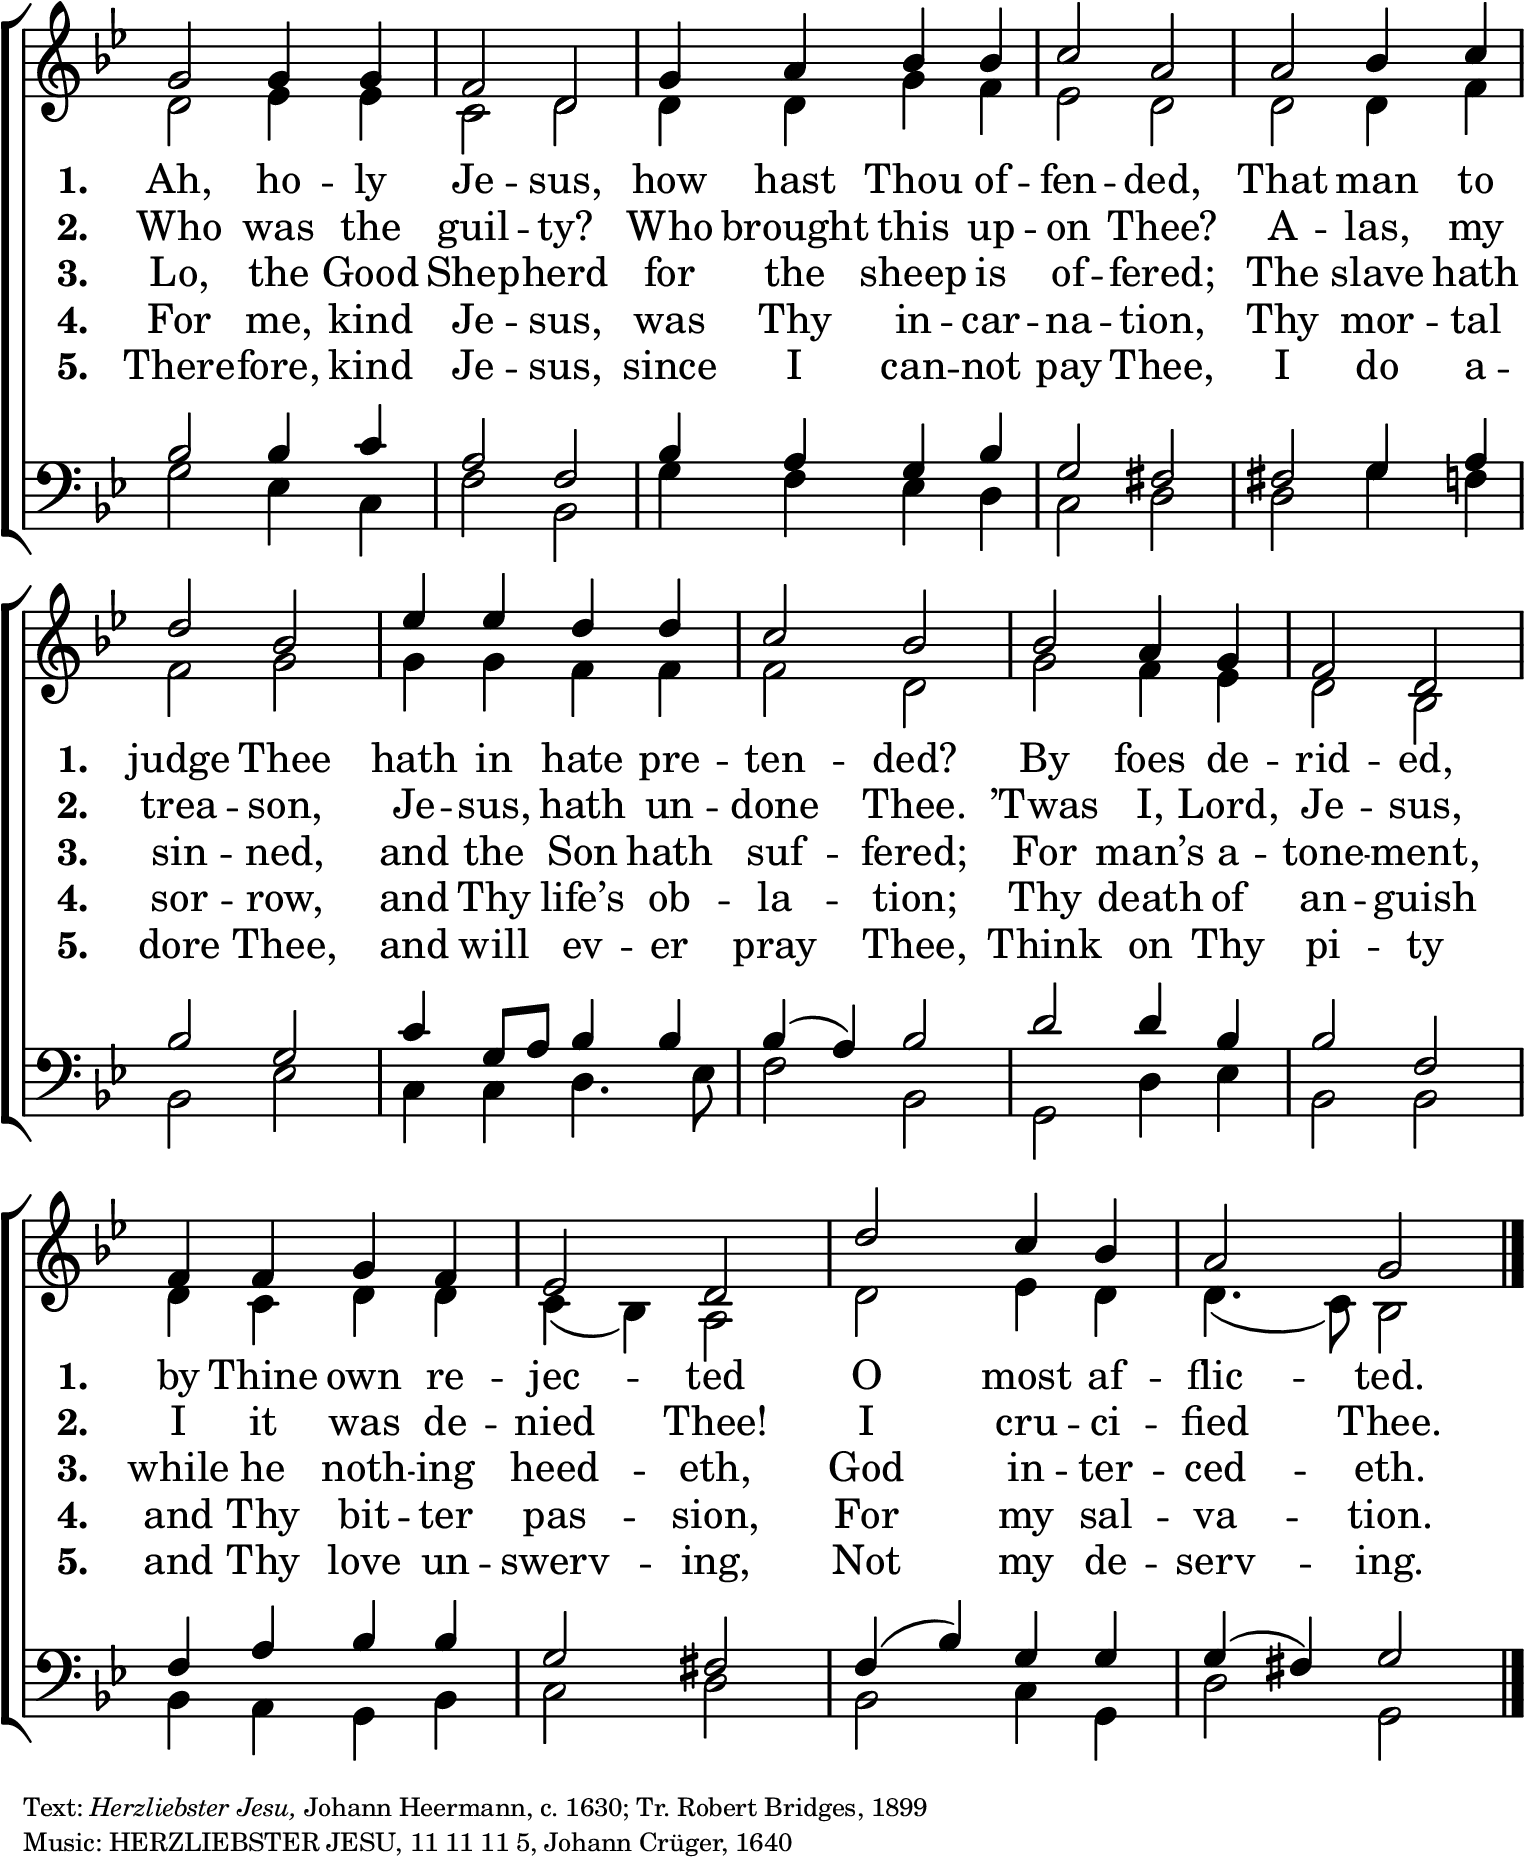 1. Ah, ho - ly Je - sus, how hast Thou of - fen - ded, That man to
2. Who was the guil - ty? Who brought this up - on Thee? A - las, my
3. Lo, the Good Shep - herd for the sheep is of - fered; The slave hath
4. For me, kind Je - sus, was Thy in - car - na - tion, Thy mor - tal
5. There - fore, kind Je - sus, since I can - not pay Thee, I do a -
1. judge Thee hath in hate pre - ten - ded? By foes de - rid - ed,
2. trea - son, Je - sus, hath un - done Thee. ’Twas I, Lord, Je - sus,
3. sin - ned, and the Son hath suf - fered; For man’s a - tone - ment,
4. sor - row, and Thy life’s ob - la - tion; Thy death of an - guish
5. dore Thee, and will ev - er pray Thee, Think on Thy pi - ty
1. by Thine own re - jec - ted O most af - flic - ted.
2. I it was de - nied Thee! I cru - ci - fied Thee.
3. while he noth - ing heed - eth, God in - ter - ced - eth.
4. and Thy bit - ter pas - sion, For my sal - va - tion.
5. and Thy love un - swerv - ing, Not my de - serv - ing.
Text: Herzliebster Jesu, Johann Heermann, c. 1630; Tr. Robert Bridges, 1899
Music: HERZLIEBSTER JESU, 11 11 11 5, Johann Crüger, 1640